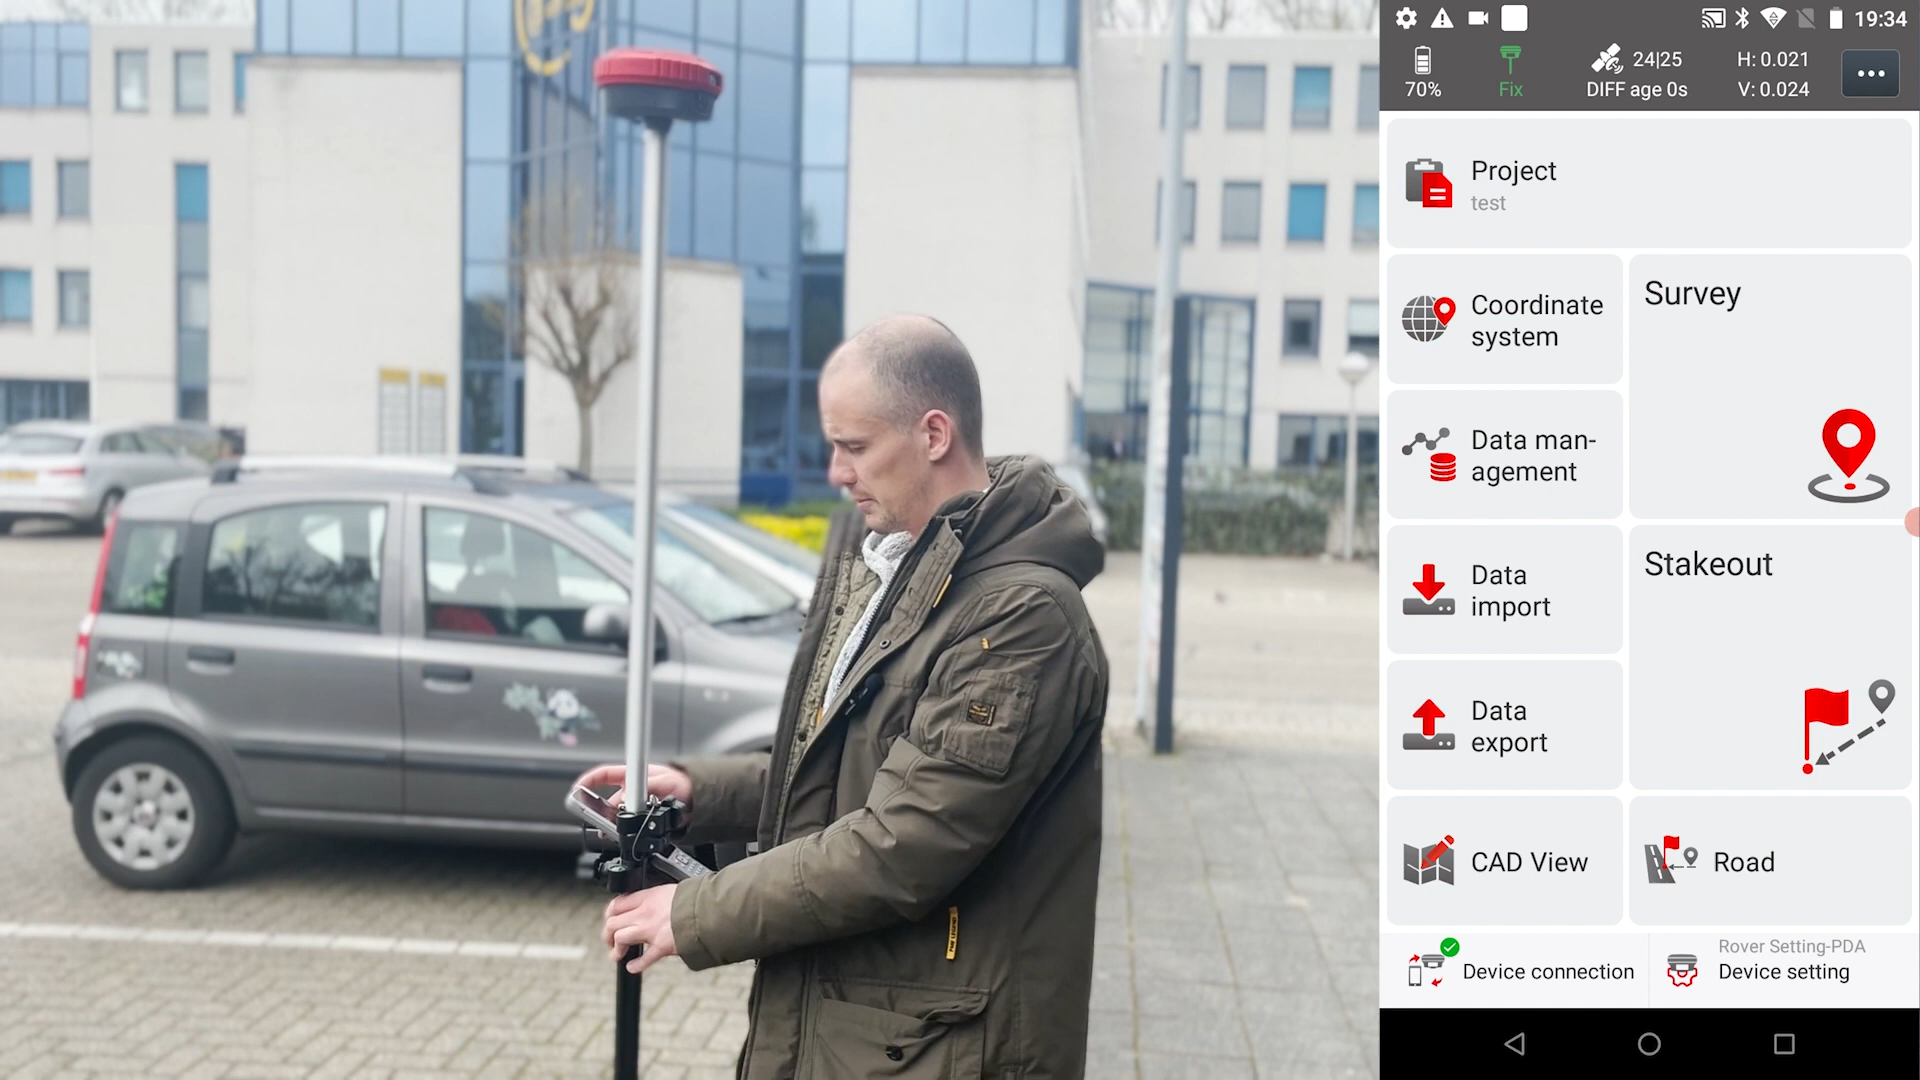 19:34
70%
Fix
24|25
DIFF age 0s
H: 0.021
V: 0.024
Project
test
Coordinate
system
Survey
Data man-
agement
Data
import
Stakeout
Data
export
CAD View
Road
Device connection
Rover Setting-PDA
Device setting